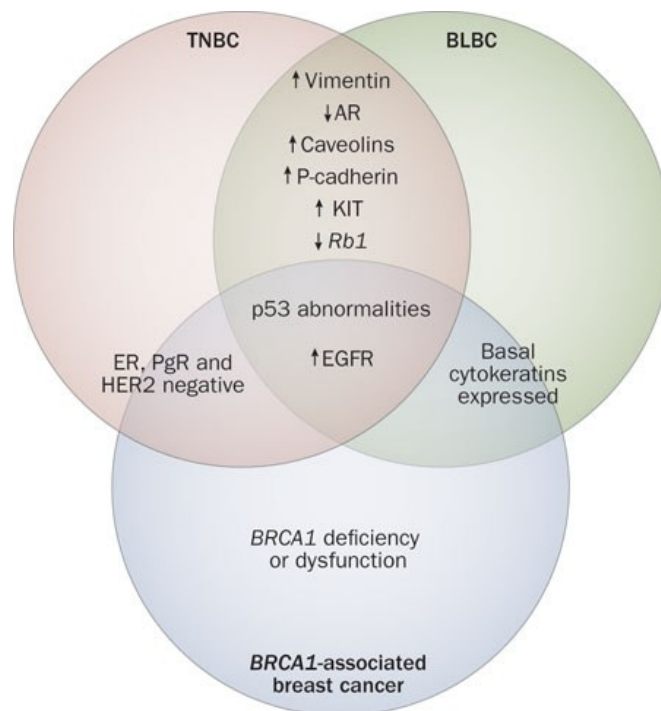 TNBC
BLBC
↑Vimentin
↓AR
↑Caveolins
↑P-cadherin
↑ KIT
↓ Rb1
p53 abnormalities
↑EGFR
ER, PgR and
HER2 negative
Basal
cytokeratins
expressed
BRCA1 deficiency
or dysfunction
BRCA1-associated
breast cancer